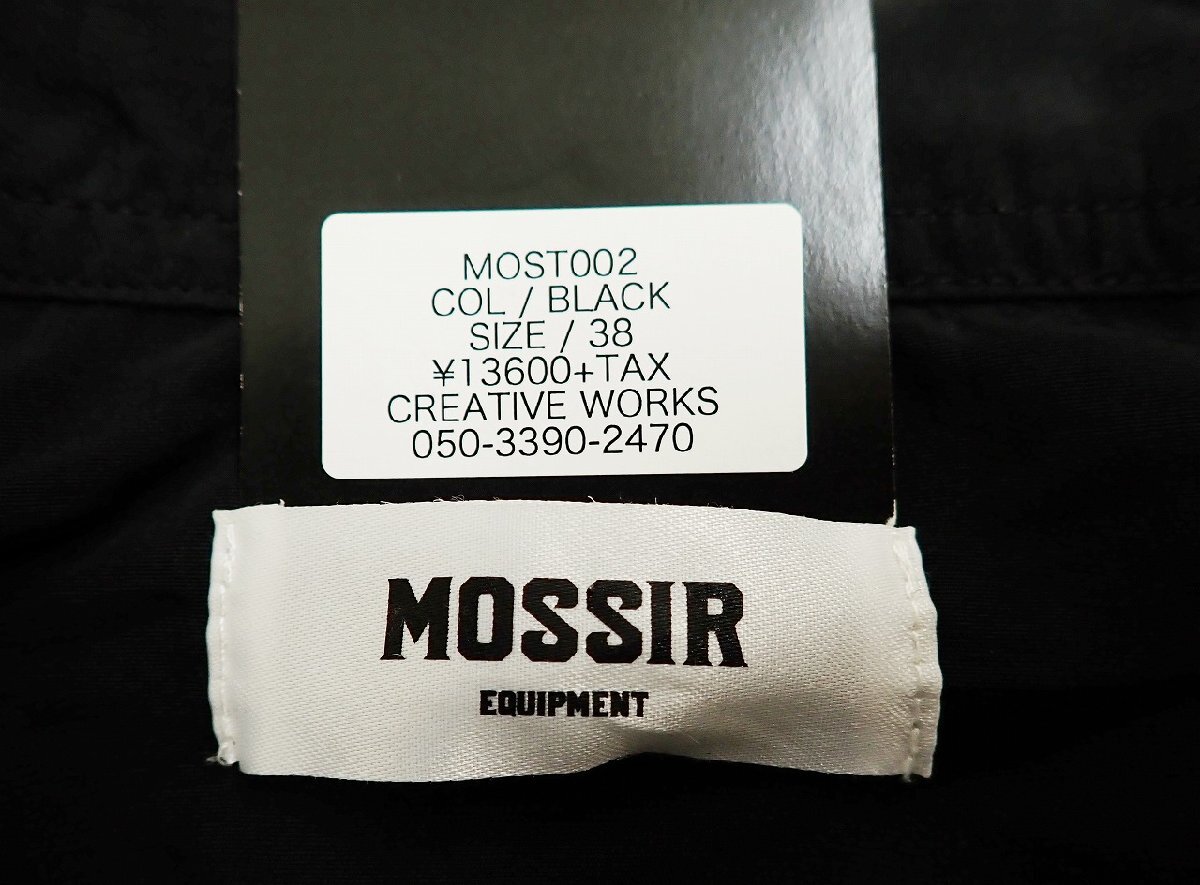 MOST002
COL / BLACK
SIZE / 38
¥13600+TAX
CREATIVE WORKS
050-3390-2470
MOSSIR
EQUIPMENT